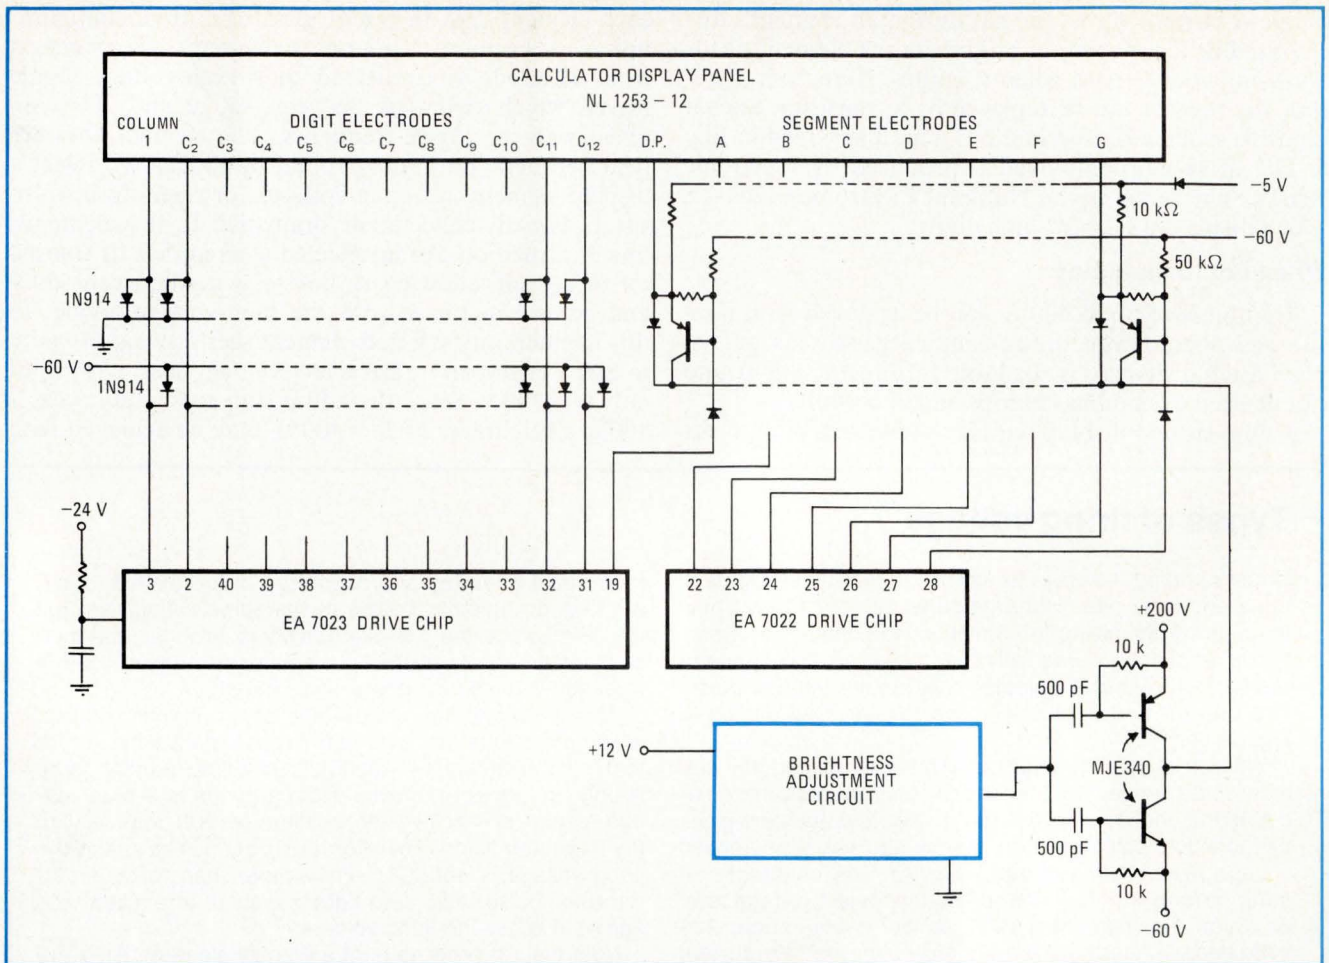 CALCULATOR DISPLAY PANEL
NL 1253 – 12
COLUMN DIGIT ELECTRODES SEGMENT ELECTRODES
1 C2 C3 C4 C5 C6 C7 C8 C9 C10 C11 C12 D.P. A B C D E G
–5 V
10 kΩ
–60 V
50 kΩ
1N914
–60 V
1N914
–24 V
3 2 40 39 38 37 36 35 34 33 32 31 19
EA 7023 DRIVE CHIP
22 23 24 25 26 27 28
EA 7022 DRIVE CHIP
+200 V
10 k
500 pF
+12 V
BRIGHTNESS
ADJUSTMENT
CIRCUIT
MJE340
500 pF
10 k
–60 V